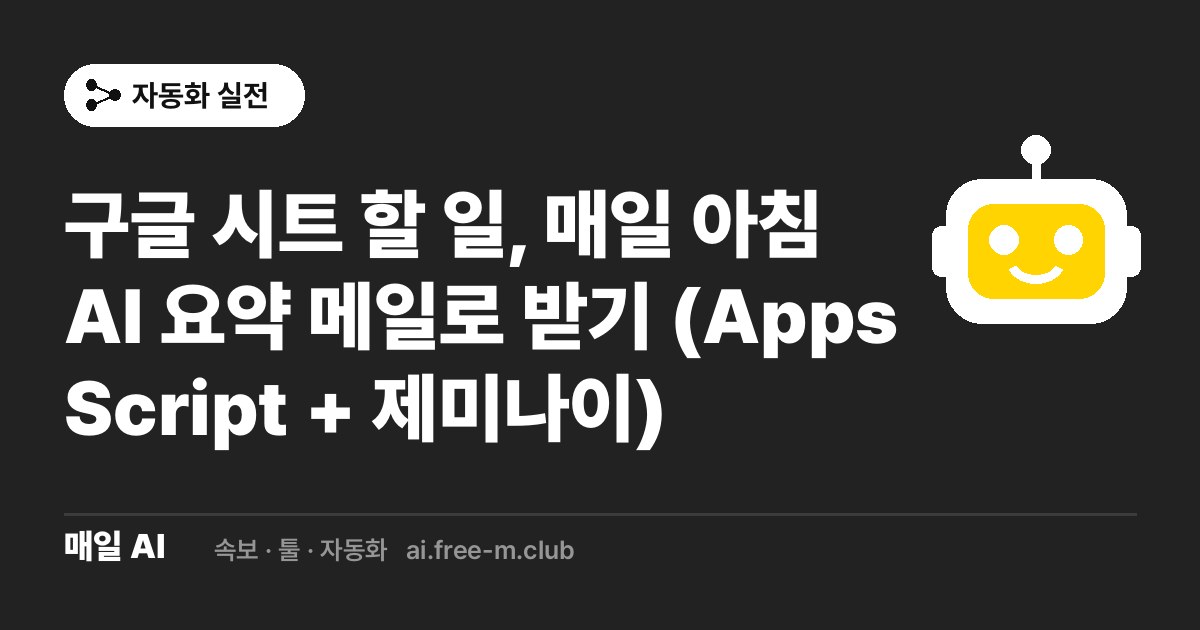 자동화 실전
구글 시트 할 일, 매일 아침
AI 요약 메일로 받기 (Apps
Script + 제미나이)
매일 AI 속보 · 툴 · 자동화 ai.free-m.club